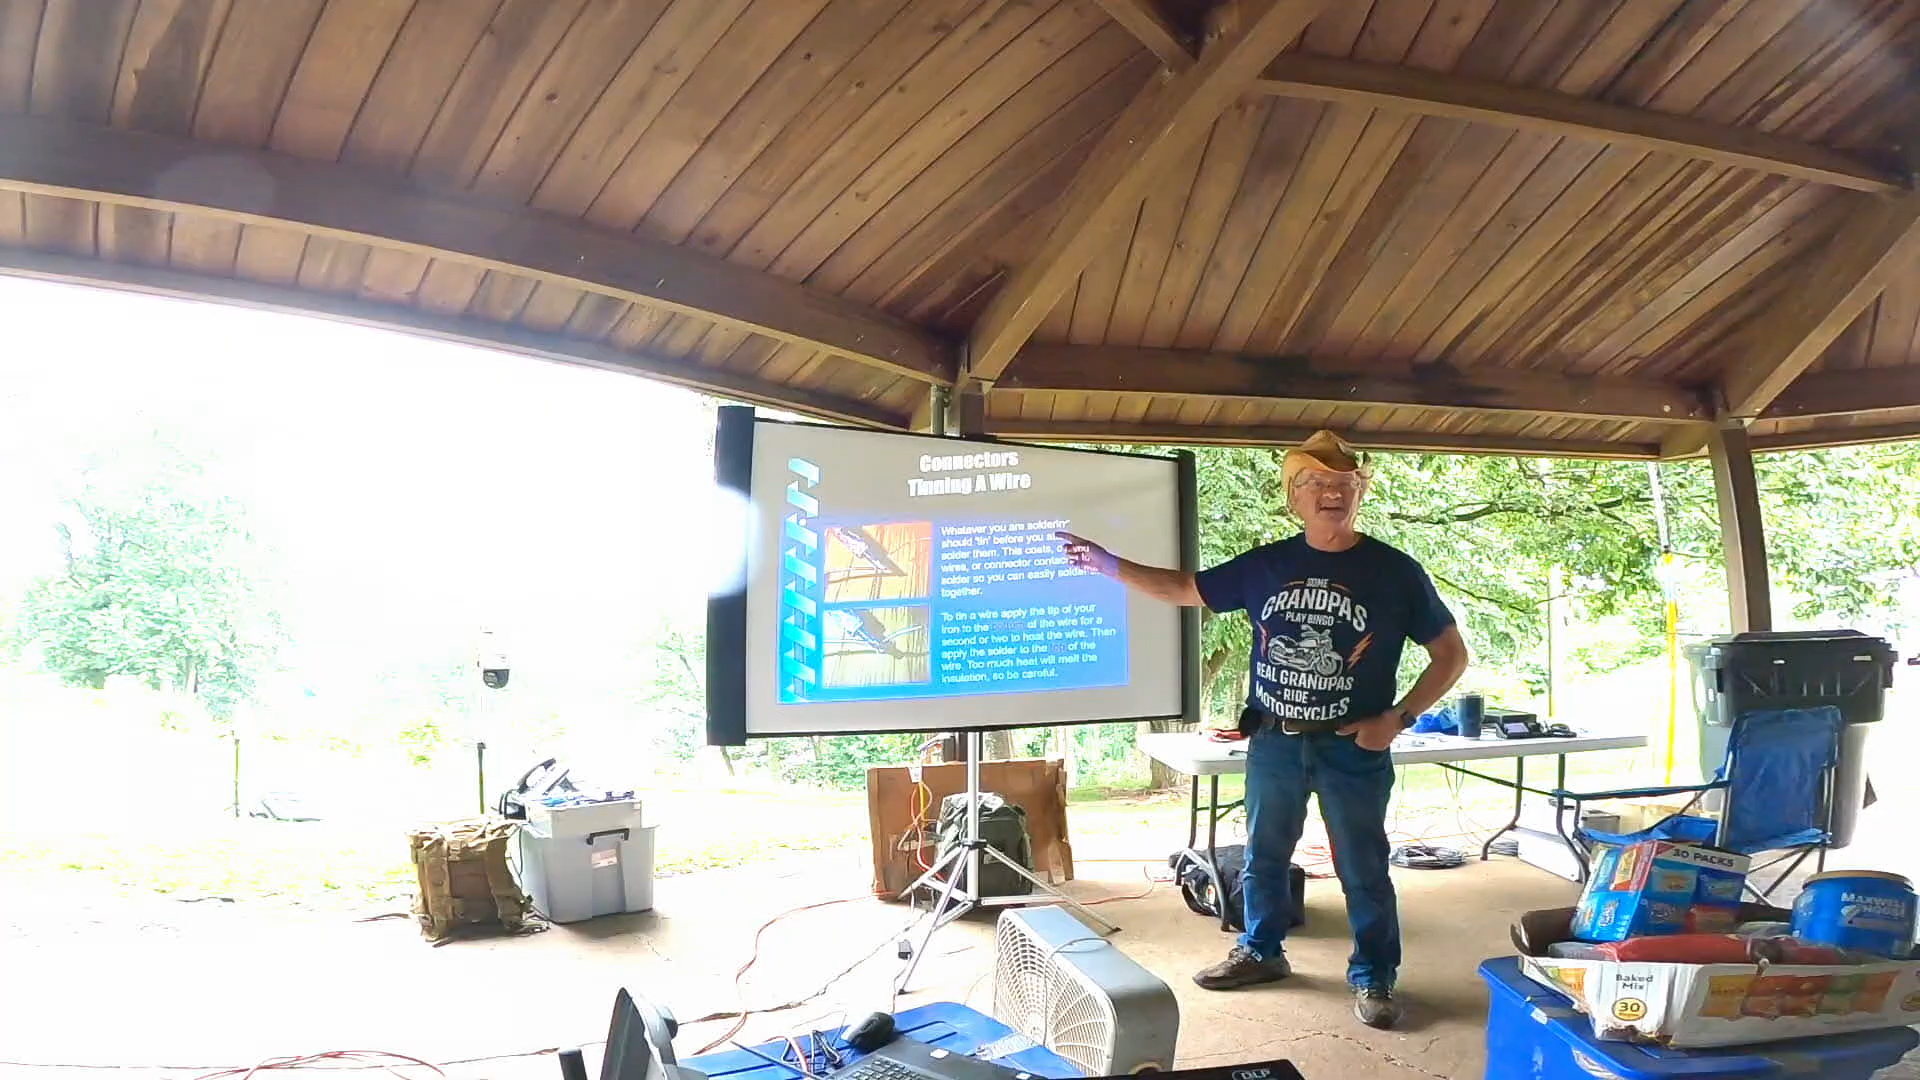 Connectors
Tinning A Wire
Whatever you are soldering
should 'tin' before you
solder them. This coats,
wires, or connector
solder so you can easily solder
together.
To tin a wire apply the tip of your
iron to the of the wire for a
second or two to heat the wire. Then
apply the solder to the of the
wire. Too much heat will melt the
insulation, so be careful.
SOME
GRANDPAS
PLAY BINGO
REAL GRANDPAS
RIDE
MOTORCYCLES
30 PACKS
MAXWELL
HOUSE
Baked
Mix
30
DLP